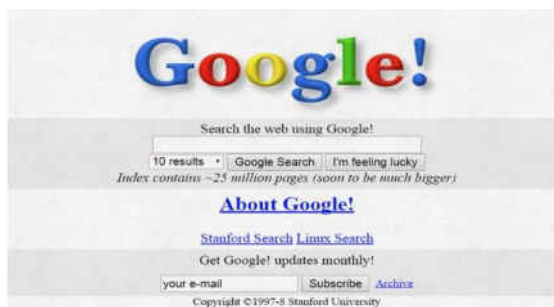 Google!
Search the web using Google!
10 results Google Search I'm feeling lucky
Index contains ~25 million pages (soon to be much bigger)
About Google!
Stanford Search Linux Search
Get Google! updates monthly!
your e-mail Subscribe Archive
Copyright ©1997-8 Stanford University